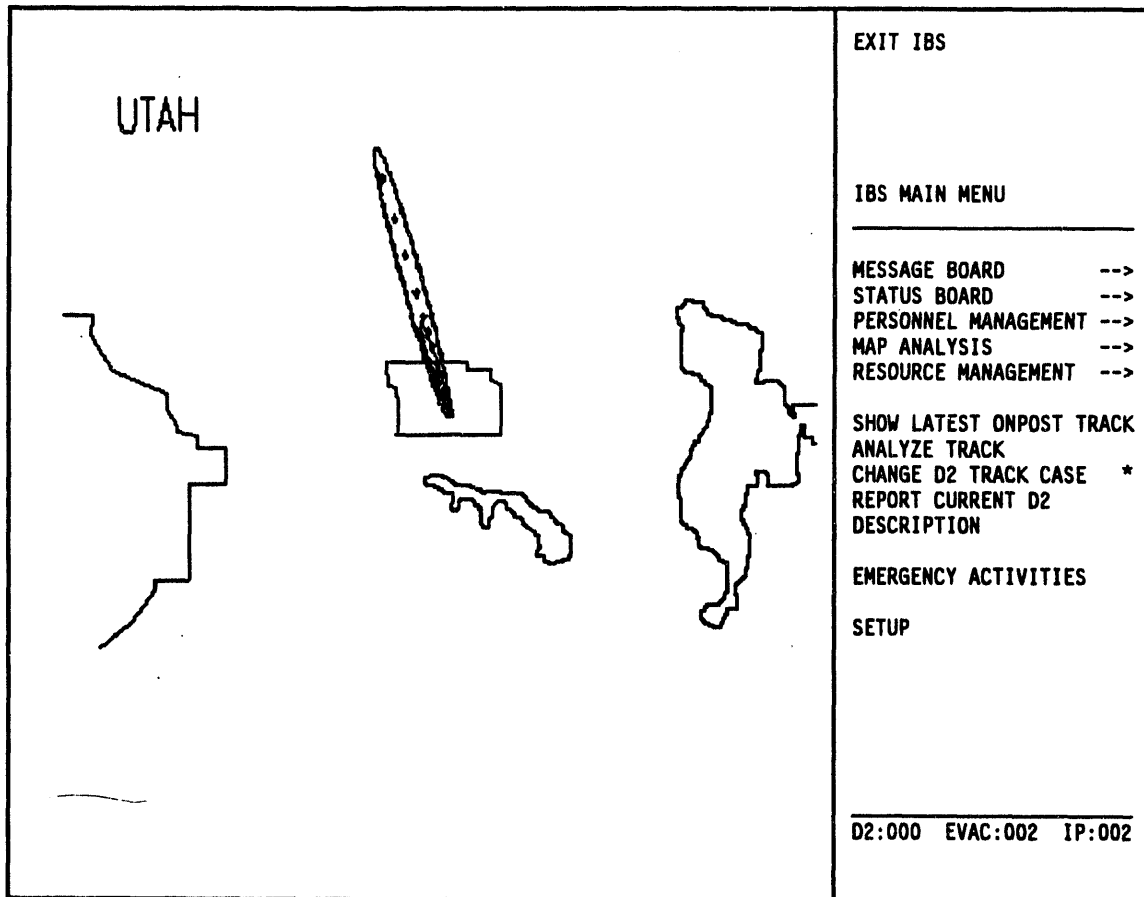 UTAH
EXIT IBS
IBS MAIN MENU
MESSAGE BOARD -->
STATUS BOARD -->
PERSONNEL MANAGEMENT -->
MAP ANALYSIS -->
RESOURCE MANAGEMENT -->
SHOW LATEST ONPOST TRACK
ANALYZE TRACK
CHANGE D2 TRACK CASE *
REPORT CURRENT D2
DESCRIPTION
EMERGENCY ACTIVITIES
SETUP
D2:000 EVAC:002 IP:002